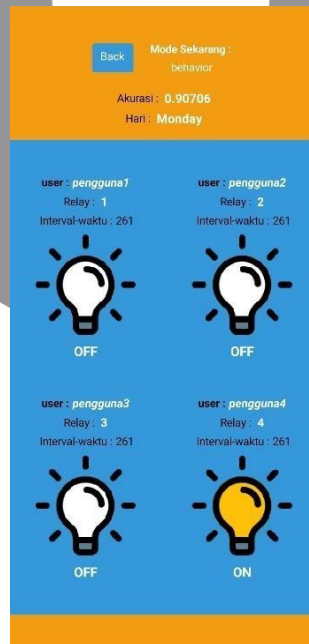 Back
Mode Sekarang :
behavior
Akurasi : 0.90706
Hari : Monday
user : pengguna1
Relay : 1
Interval-waktu : 261
OFF
user : pengguna2
Relay : 2
Interval-waktu : 261
OFF
user : pengguna3
Relay : 3
Interval-waktu : 261
OFF
user : pengguna4
Relay : 4
Interval-waktu : 261
ON